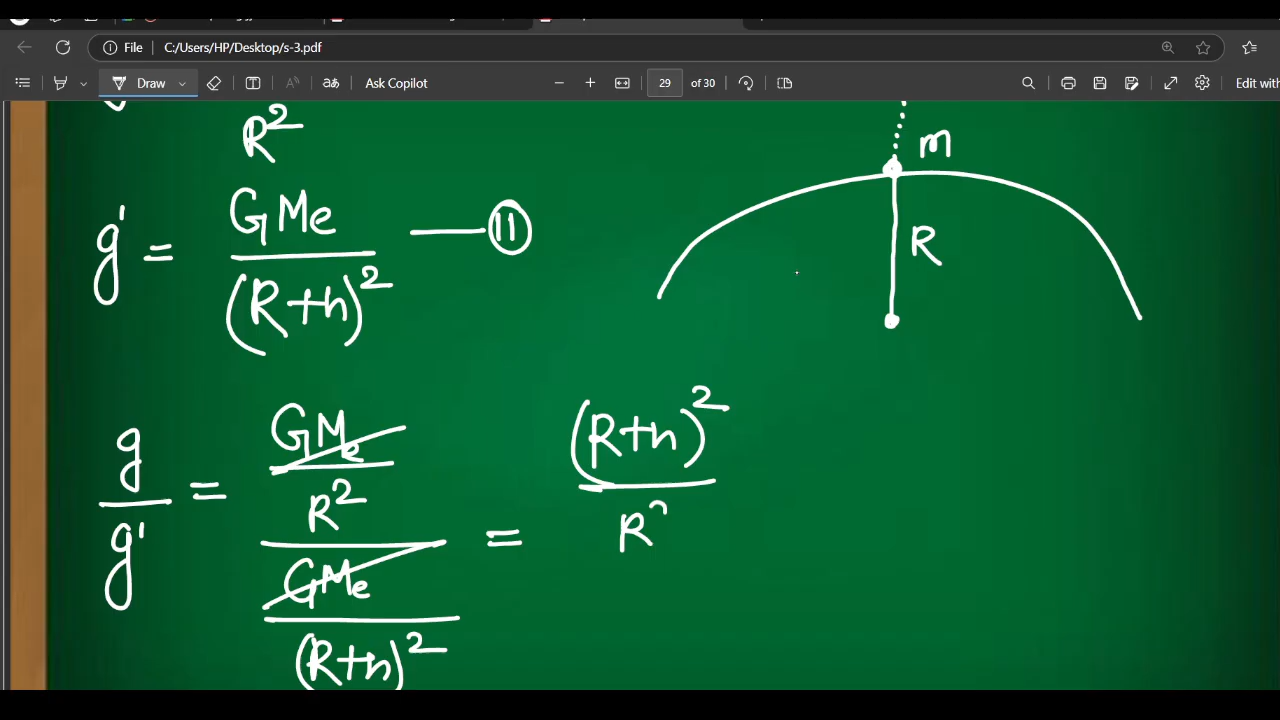 File | C:/Users/HP/Desktop/s-3.pdf
Draw Ask Copilot 29 of 30 Edit with
R²
m
g' = GMe / (R+h)² —— (11)
R
g / g' = (GMe / R²) / (GMe / (R+h)²) = (R+h)² / R²